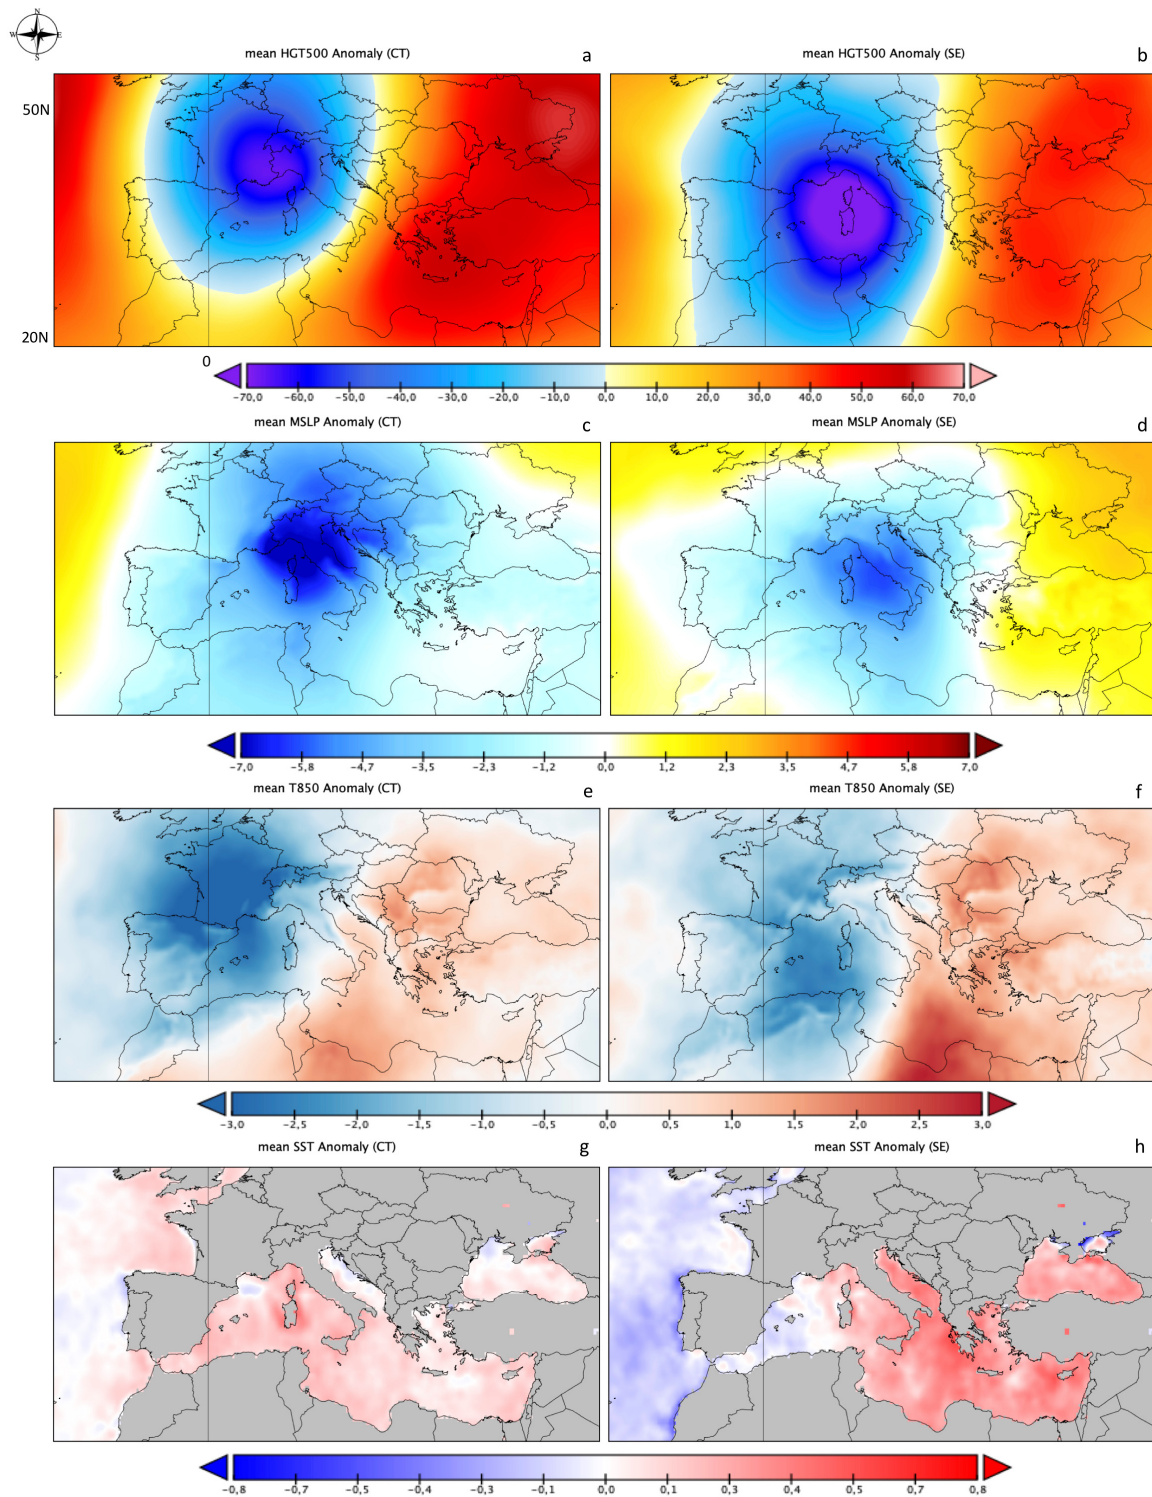 N
W E
S
mean HGT500 Anomaly (CT) a
mean HGT500 Anomaly (SE) b
50N
20N
0
−70,0 −60,0 −50,0 −40,0 −30,0 −20,0 −10,0 0,0 10,0 20,0 30,0 40,0 50,0 60,0 70,0
mean MSLP Anomaly (CT) c
mean MSLP Anomaly (SE) d
−7,0 −5,8 −4,7 −3,5 −2,3 −1,2 0,0 1,2 2,3 3,5 4,7 5,8 7,0
mean T850 Anomaly (CT) e
mean T850 Anomaly (SE) f
−3,0 −2,5 −2,0 −1,5 −1,0 −0,5 0,0 0,5 1,0 1,5 2,0 2,5 3,0
mean SST Anomaly (CT) g
mean SST Anomaly (SE) h
−0,8 −0,7 −0,5 −0,4 −0,3 −0,1 0,0 0,1 0,3 0,4 0,5 0,7 0,8